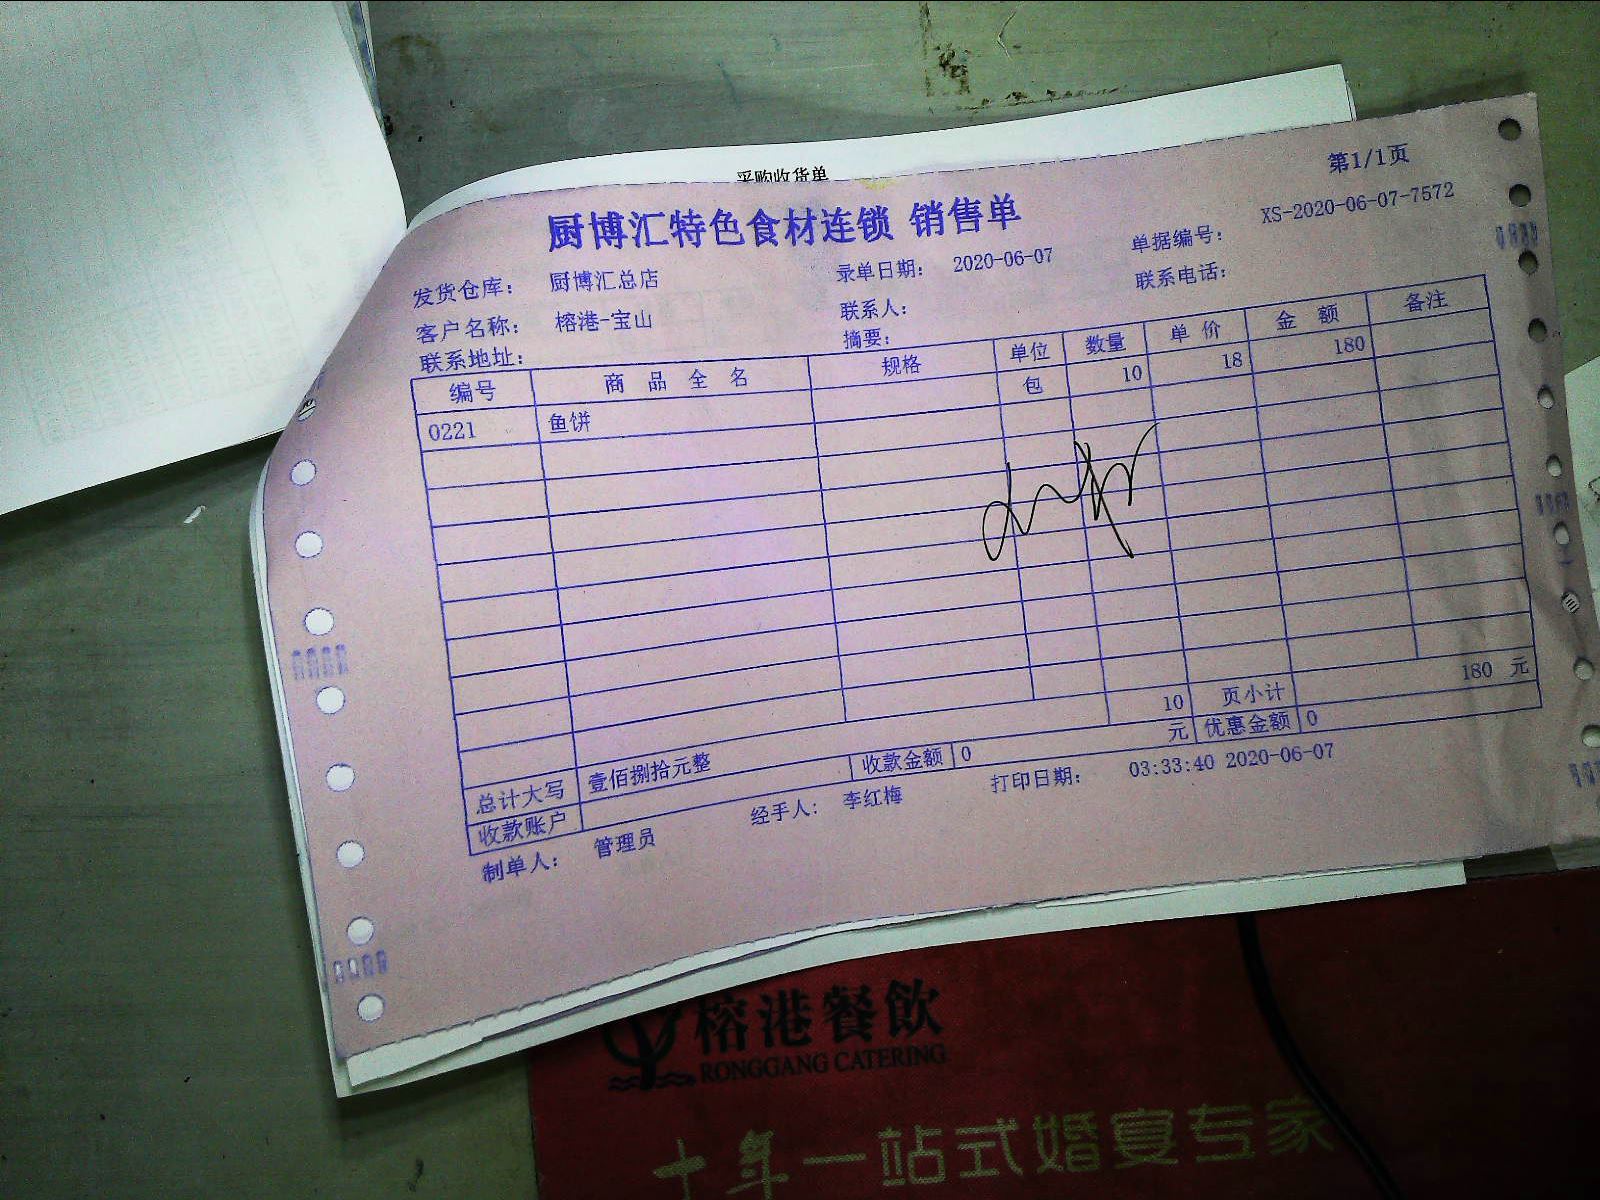 采购收货单
第1/1页
厨博汇特色食材连锁 销售单
发货仓库： 厨博汇总店 录单日期： 2020-06-07 单据编号： XS-2020-06-07-7572
客户名称： 榕港-宝山 联系人： 联系电话：
联系地址： 摘要：
编号 商品全名 规格 单位 数量 单价 金额 备注
0221 鱼饼 包 10 18 180
10 页小计 180 元
总计大写 壹佰捌拾元整 收款金额 0 元 优惠金额 0
收款账户
制单人： 管理员 经手人： 李红梅 打印日期： 03:33:40 2020-06-07
榕港餐飲
RONGGANG CATERING
十年一站式婚宴专家